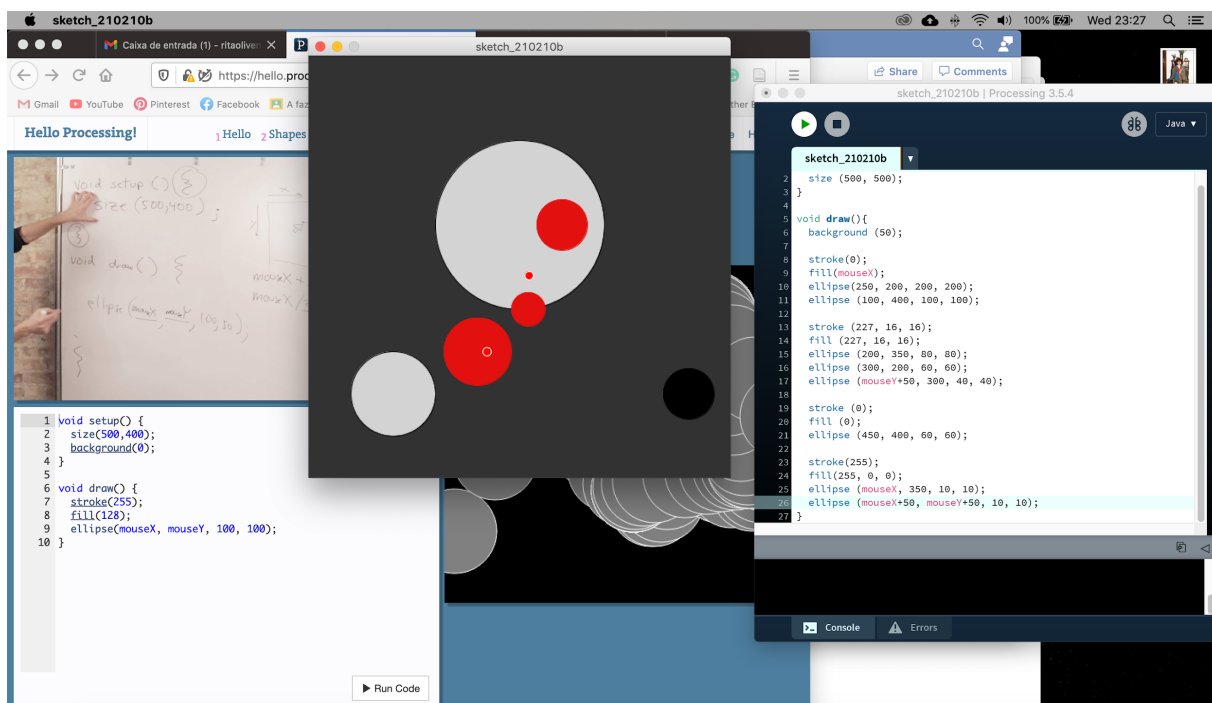 sketch_210210b
100%
Wed 23:27
Caixa de entrada (1) - ritaoliver
sketch_210210b
https://hello.proc
Share
Comments
Gmail
YouTube
Pinterest
Facebook
A faz
ther B
sketch_210210b | Processing 3.5.4
Hello Processing!
1 Hello
2 Shapes
e
H
Java
sketch_210210b
void setup () {
size (500,400) ;
}
void draw () {
ellipse (mouseX, mouseY, 100, 50);
}
mouseX +
mouseX /
2 size (500, 500);
3 }
4
5 void draw(){
6 background (50);
7
8 stroke(0);
9 fill(mouseX);
10 ellipse(250, 200, 200, 200);
11 ellipse (100, 400, 100, 100);
12
13 stroke (227, 16, 16);
14 fill (227, 16, 16);
15 ellipse (200, 350, 80, 80);
16 ellipse (300, 200, 60, 60);
17 ellipse (mouseY+50, 300, 40, 40);
18
19 stroke (0);
20 fill (0);
21 ellipse (450, 400, 60, 60);
22
23 stroke(255);
24 fill(255, 0, 0);
25 ellipse (mouseX, 350, 10, 10);
26 ellipse (mouseX+50, mouseY+50, 10, 10);
27 }
1 void setup() {
2 size(500,400);
3 background(0);
4 }
5
6 void draw() {
7 stroke(255);
8 fill(128);
9 ellipse(mouseX, mouseY, 100, 100);
10 }
Run Code
Console
Errors